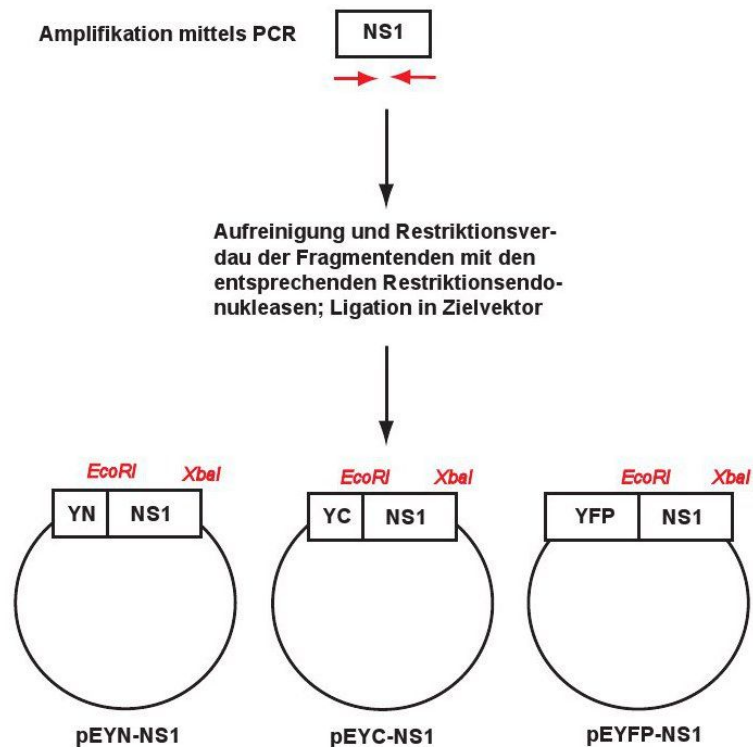 Amplifikation mittels PCR NS1
Aufreinigung und Restriktionsver-
dau der Fragmentenden mit den
entsprechenden Restriktionsendo-
nukleasen; Ligation in Zielvektor
EcoRI XbaI EcoRI XbaI EcoRI XbaI
YN NS1 YC NS1 YFP NS1
pEYN-NS1 pEYC-NS1 pEYFP-NS1